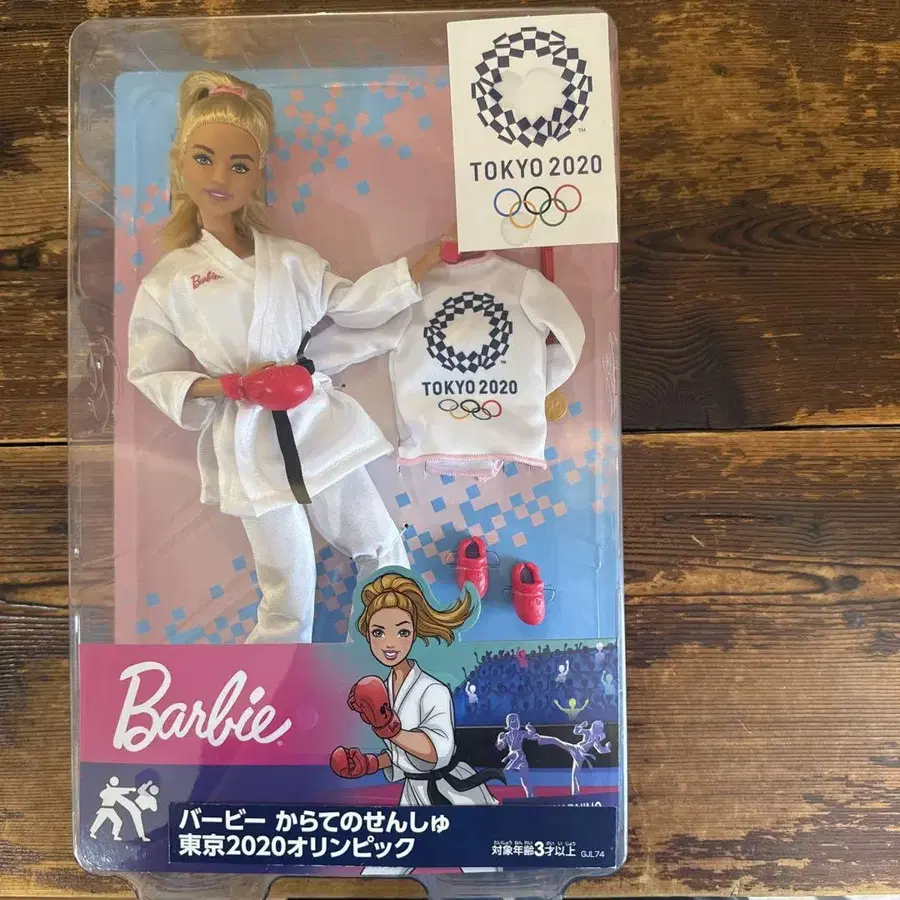 TOKYO 2020
Barbie
TOKYO 2020
Barbie
バービー からてのせんしゅ
東京2020オリンピック
対象年齢3才以上
GJL74